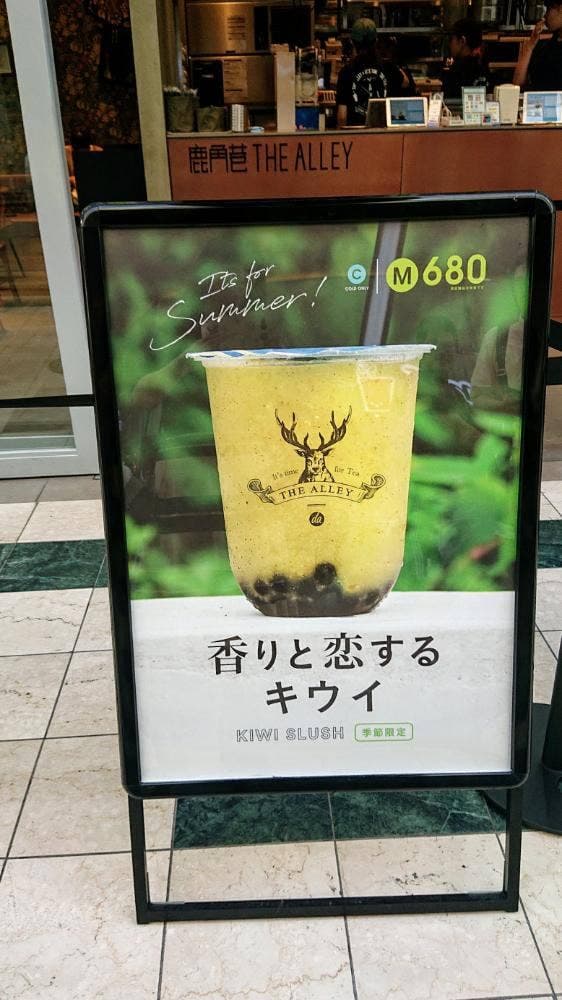 鹿角巷 THE ALLEY
It's for
Summer!
C
COLD ONLY
M 680
It's time for Tea
THE ALLEY
da
香りと恋する
キウイ
KIWI SLUSH 季節限定